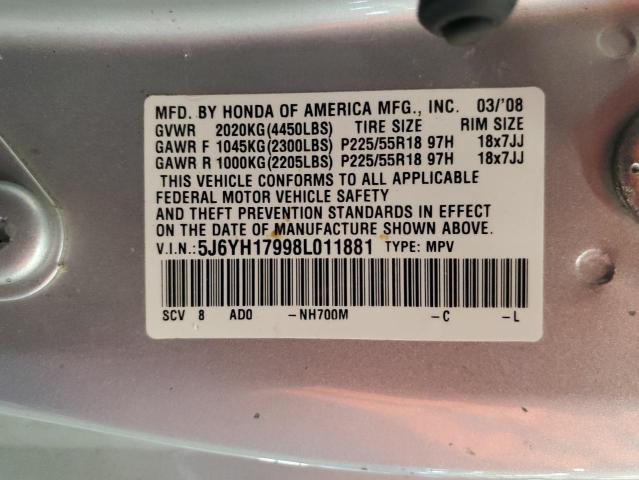 MFD. BY HONDA OF AMERICA MFG., INC. 03/'08
GVWR 2020KG(4450LBS) TIRE SIZE RIM SIZE
GAWR F 1045KG(2300LBS) P225/55R18 97H 18x7JJ
GAWR R 1000KG(2205LBS) P225/55R18 97H 18x7JJ
THIS VEHICLE CONFORMS TO ALL APPLICABLE
FEDERAL MOTOR VEHICLE SAFETY
AND THEFT PREVENTION STANDARDS IN EFFECT
ON THE DATE OF MANUFACTURE SHOWN ABOVE.
V.I.N.: 5J6YH17998L011881 TYPE: MPV
SCV 8 AD0 -NH700M -C -L